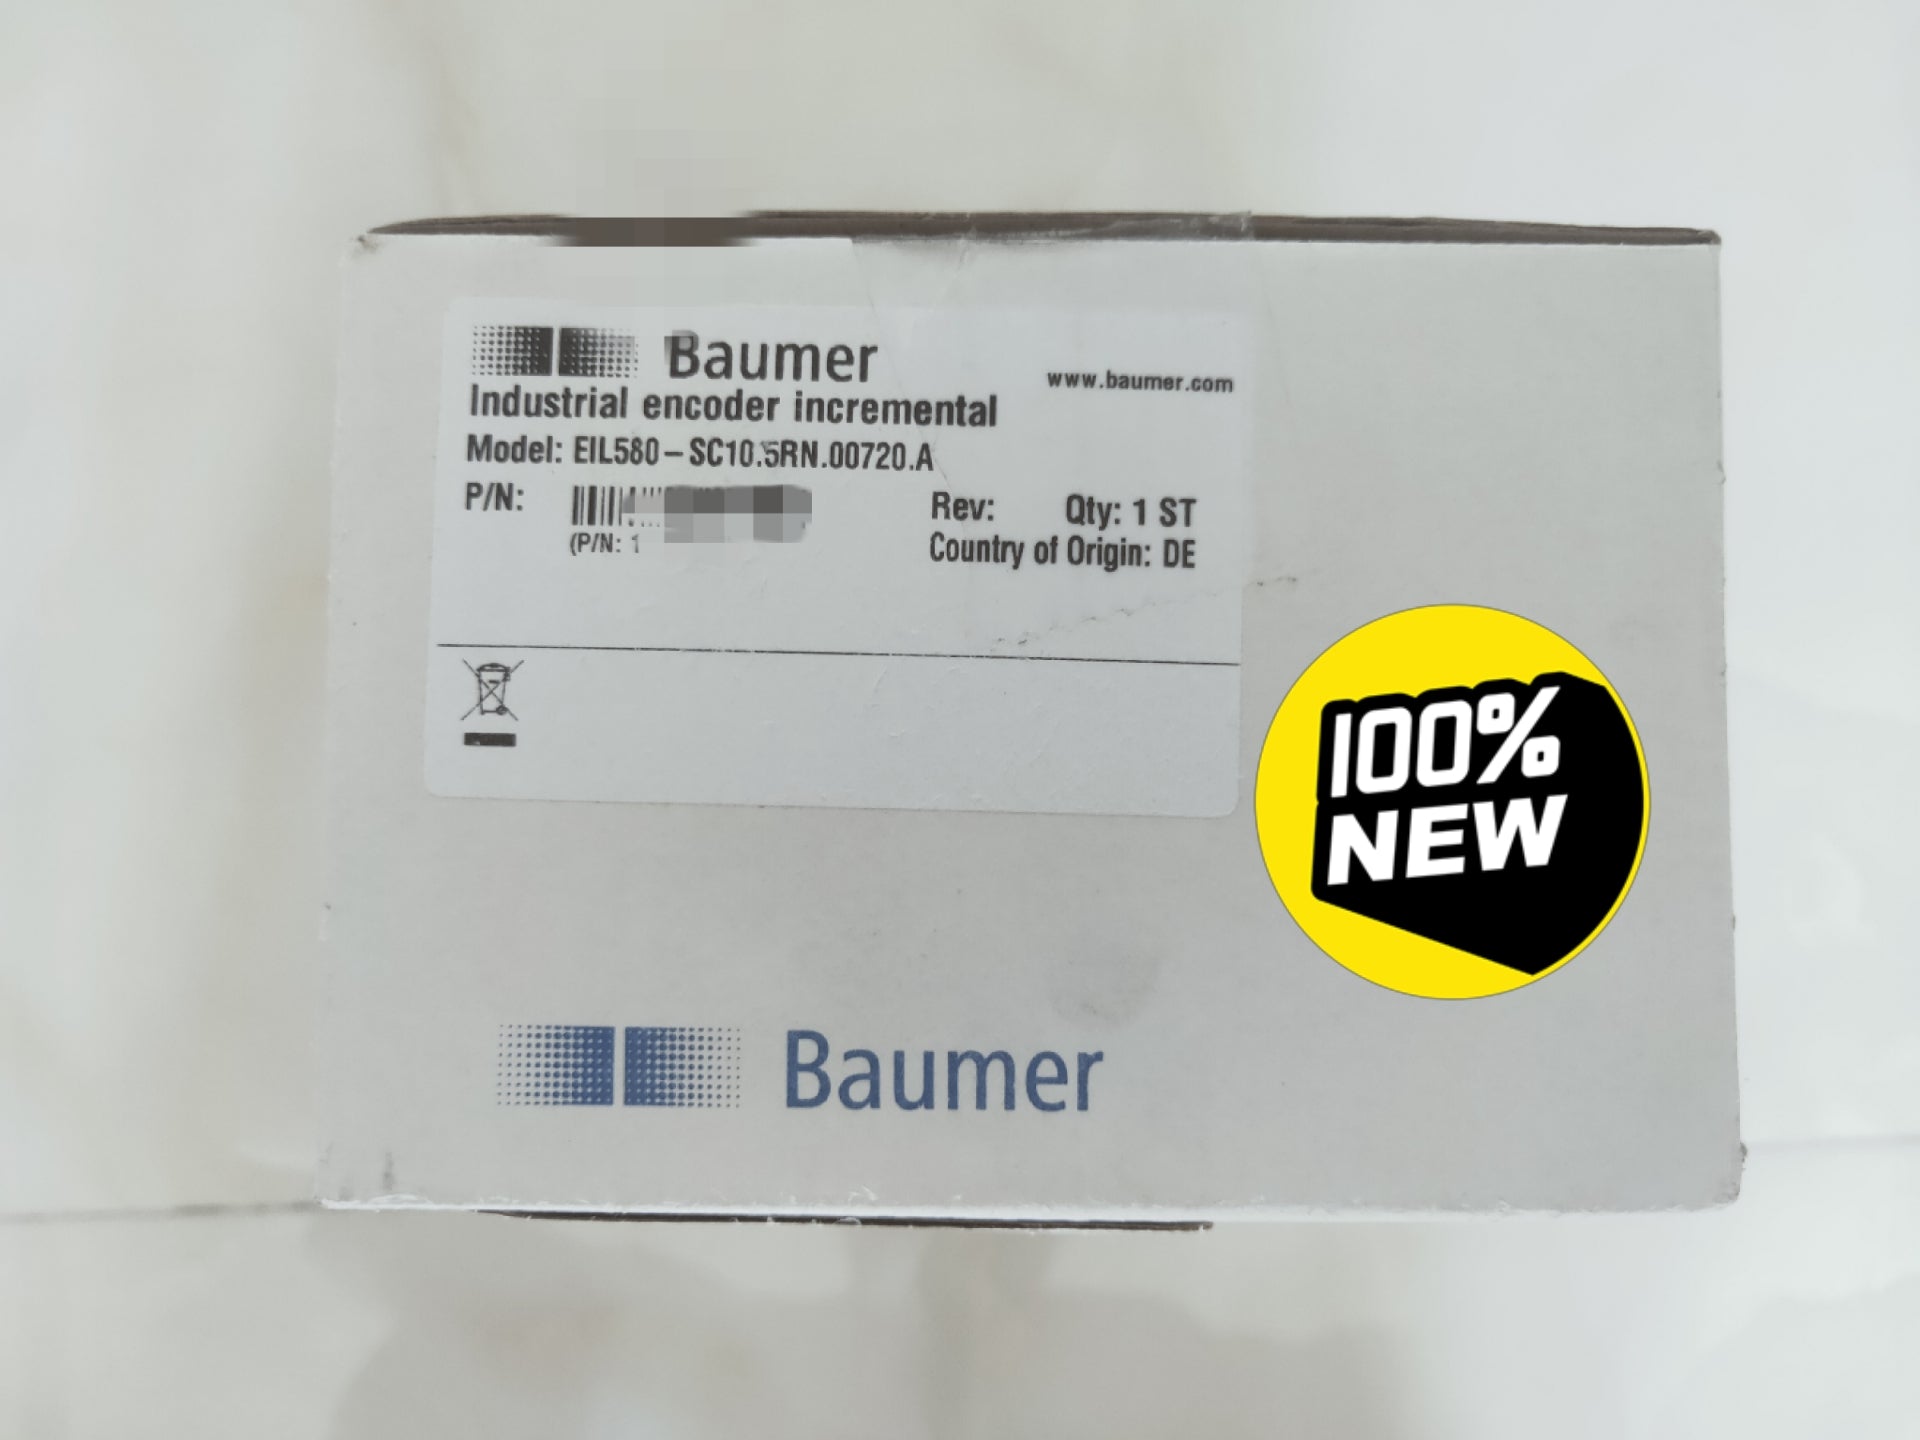 Baumer
www.baumer.com
Industrial encoder incremental
Model: EIL580-SC10.5RN.00720.A
P/N:
Rev: Qty: 1 ST
(P/N: 1
Country of Origin: DE
100%
NEW
Baumer